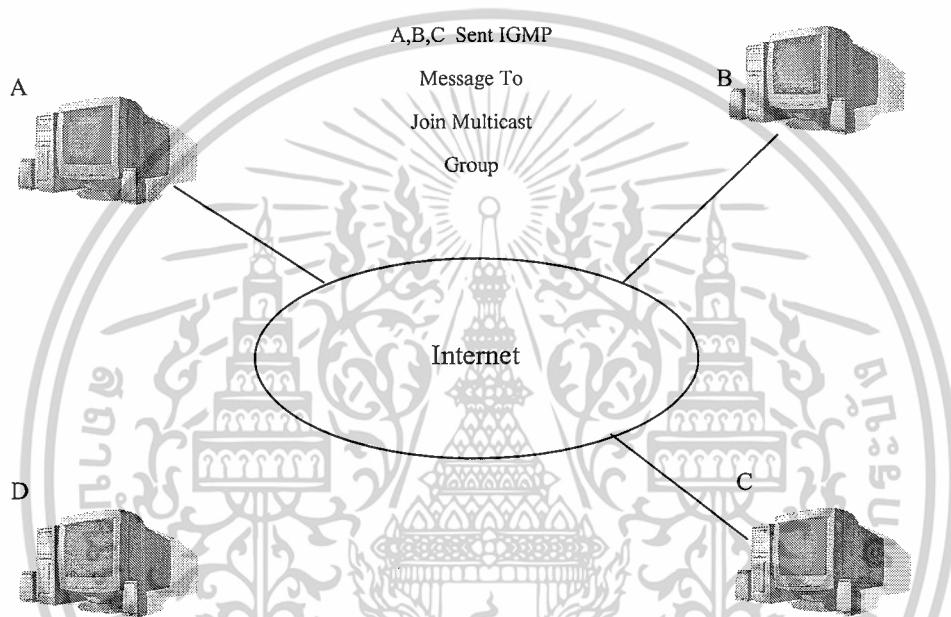 A,B,C Sent IGMP
Message To
Join Multicast
Group
A
B
Internet
D
C